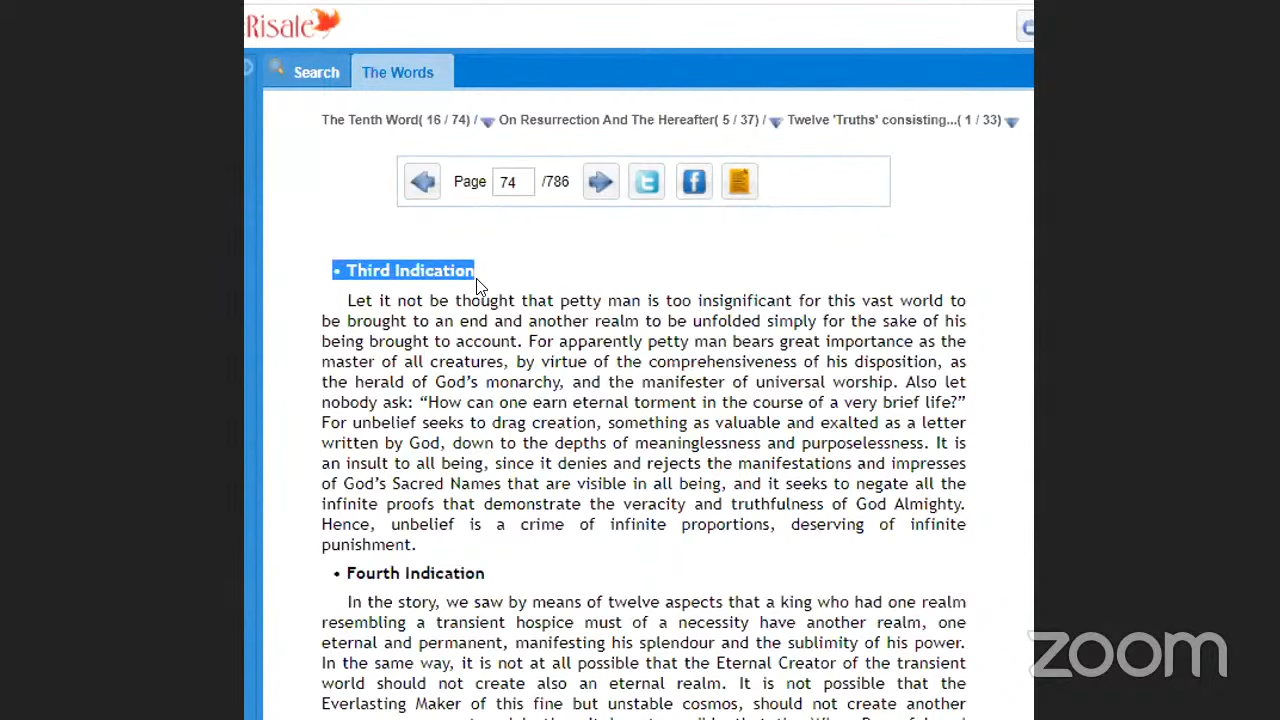 Risale
Search
The Words
The Tenth Word( 16 / 74) / On Resurrection And The Hereafter( 5 / 37) / Twelve 'Truths' consisting...( 1 / 33)
Page 74 /786
• Third Indication
Let it not be thought that petty man is too insignificant for this vast world to
be brought to an end and another realm to be unfolded simply for the sake of his
being brought to account. For apparently petty man bears great importance as the
master of all creatures, by virtue of the comprehensiveness of his disposition, as
the herald of God’s monarchy, and the manifester of universal worship. Also let
nobody ask: “How can one earn eternal torment in the course of a very brief life?”
For unbelief seeks to drag creation, something as valuable and exalted as a letter
written by God, down to the depths of meaninglessness and purposelessness. It is
an insult to all being, since it denies and rejects the manifestations and impresses
of God’s Sacred Names that are visible in all being, and it seeks to negate all the
infinite proofs that demonstrate the veracity and truthfulness of God Almighty.
Hence, unbelief is a crime of infinite proportions, deserving of infinite
punishment.
• Fourth Indication
In the story, we saw by means of twelve aspects that a king who had one realm
resembling a transient hospice must of a necessity have another realm, one
eternal and permanent, manifesting his splendour and the sublimity of his power.
In the same way, it is not at all possible that the Eternal Creator of the transient
world should not create also an eternal realm. It is not possible that the
Everlasting Maker of this fine but unstable cosmos, should not create another
zoom